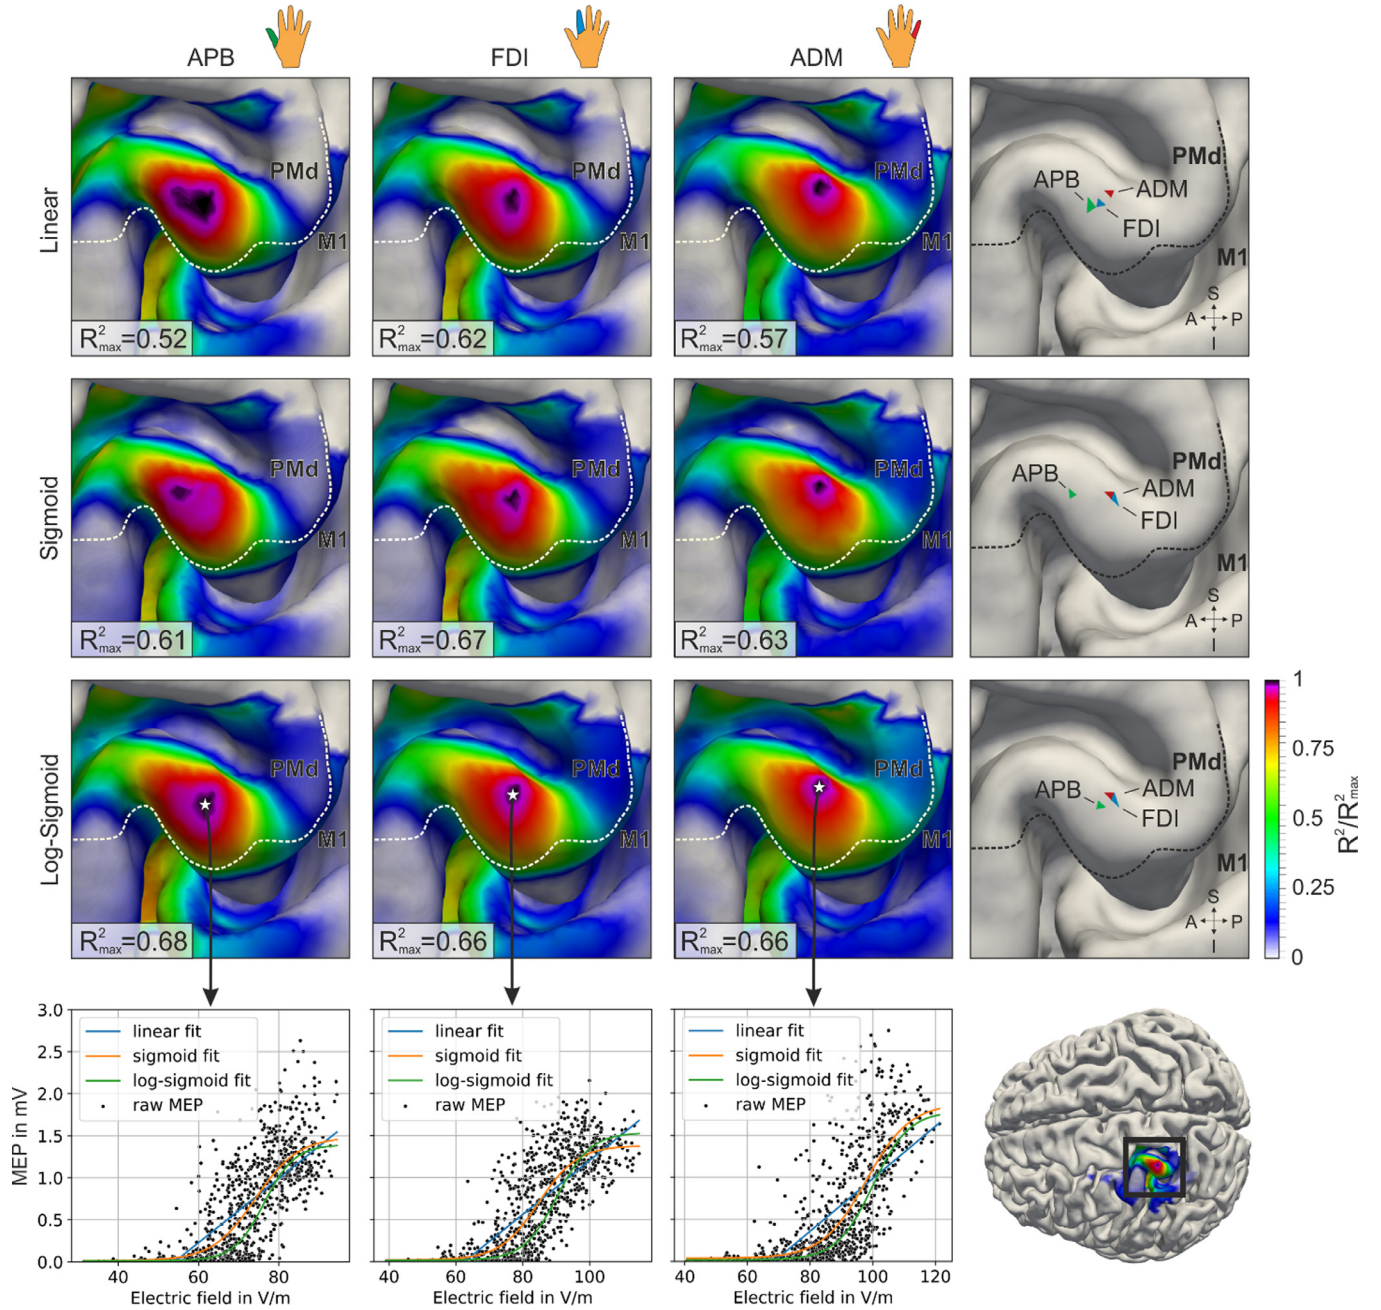 APB FDI ADM
Linear
PMd PMd PMd PMd
APB ADM
FDI
M1 M1 M1 M1
S
A P
I
R²max=0.52 R²max=0.62 R²max=0.57
Sigmoid
PMd PMd PMd PMd
APB ADM
FDI
M1 M1 M1 M1
S
A P
I
R²max=0.61 R²max=0.67 R²max=0.63
Log-Sigmoid
PMd PMd PMd PMd
APB ADM
FDI
M1 M1 M1 M1
S
A P
I
R²max=0.68 R²max=0.66 R²max=0.66
1
0.75
0.5
0.25
0
R²/R²max
MEP in mV
3.0
2.5
2.0
1.5
1.0
0.5
0.0
linear fit
sigmoid fit
log-sigmoid fit
raw MEP
40 60 80
Electric field in V/m
linear fit
sigmoid fit
log-sigmoid fit
raw MEP
40 60 80 100
Electric field in V/m
linear fit
sigmoid fit
log-sigmoid fit
raw MEP
40 60 80 100 120
Electric field in V/m